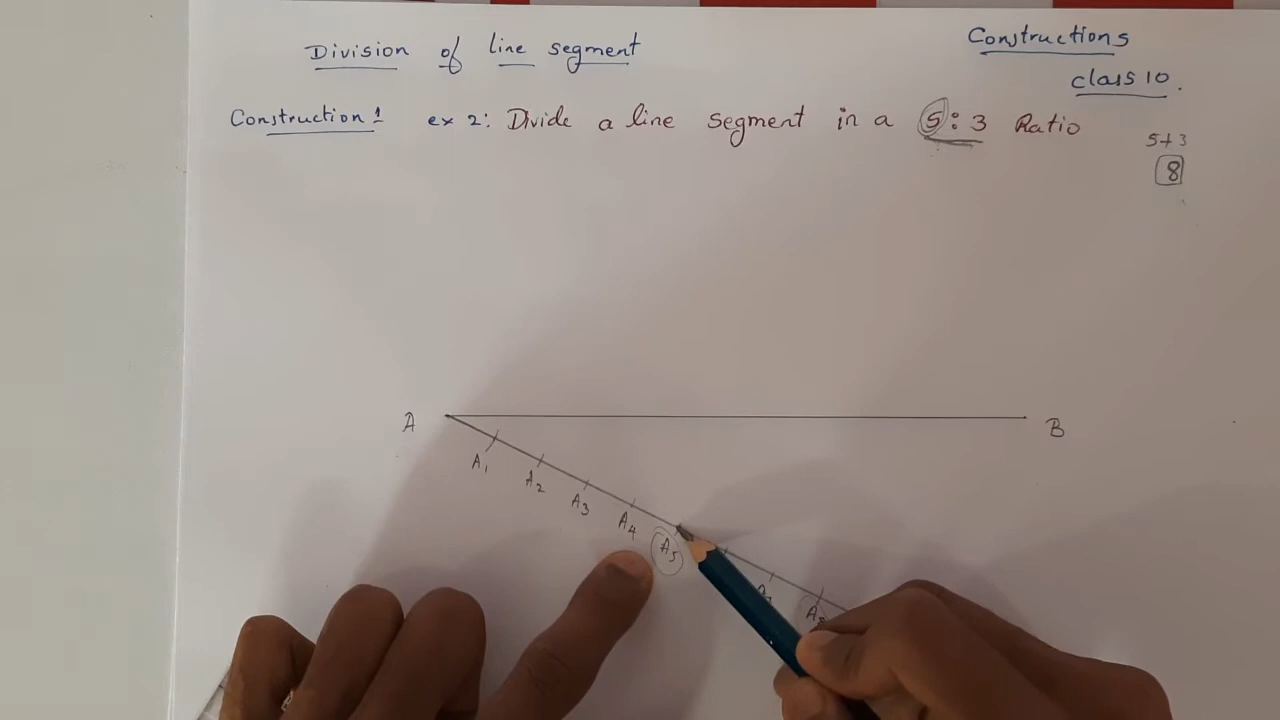 Division of line segment
Constructions
class 10.
Construction 1 ex 2: Divide a line segment in a 5:3 Ratio
5+3
8
A
B
A1
A2
A3
A4
A5
A8